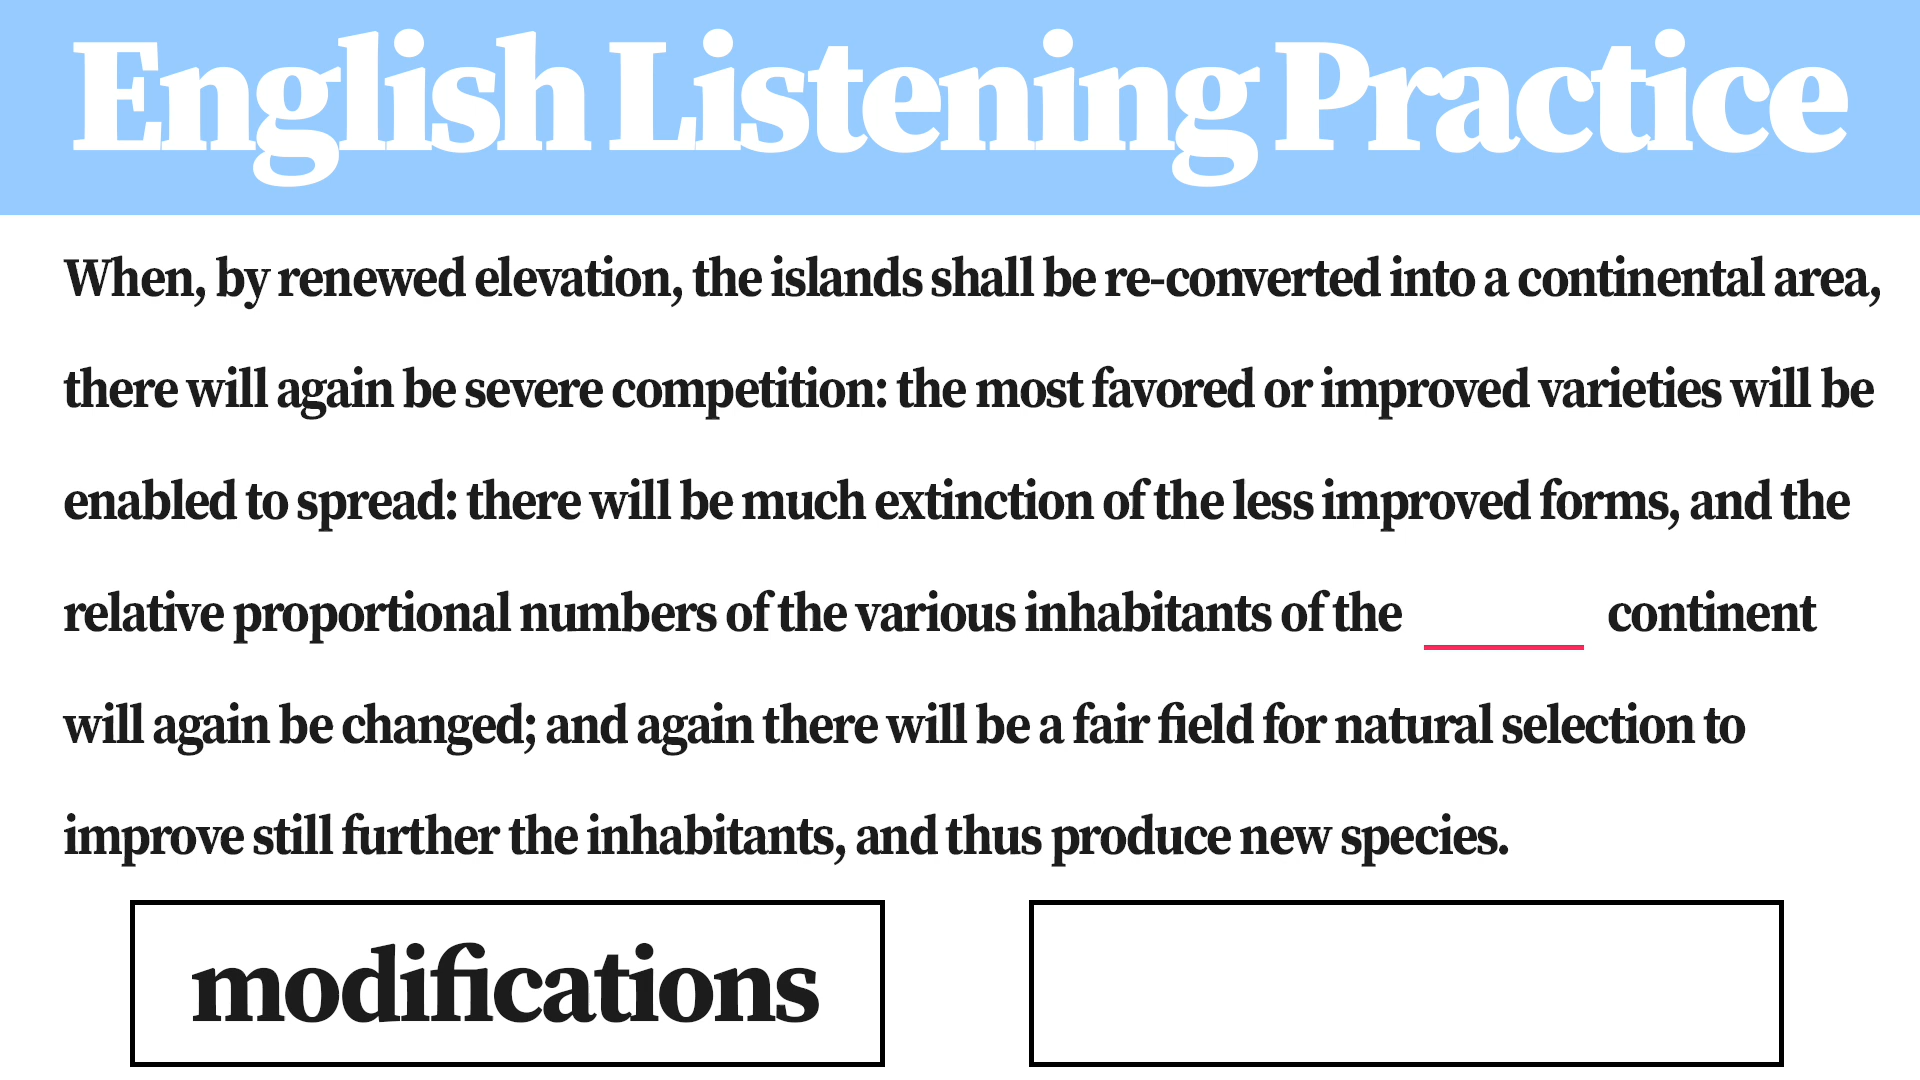 English Listening Practice
When, by renewed elevation, the islands shall be re-converted into a continental area,
there will again be severe competition: the most favored or improved varieties will be
enabled to spread: there will be much extinction of the less improved forms, and the
relative proportional numbers of the various inhabitants of the continent
will again be changed; and again there will be a fair field for natural selection to
improve still further the inhabitants, and thus produce new species.
modifications